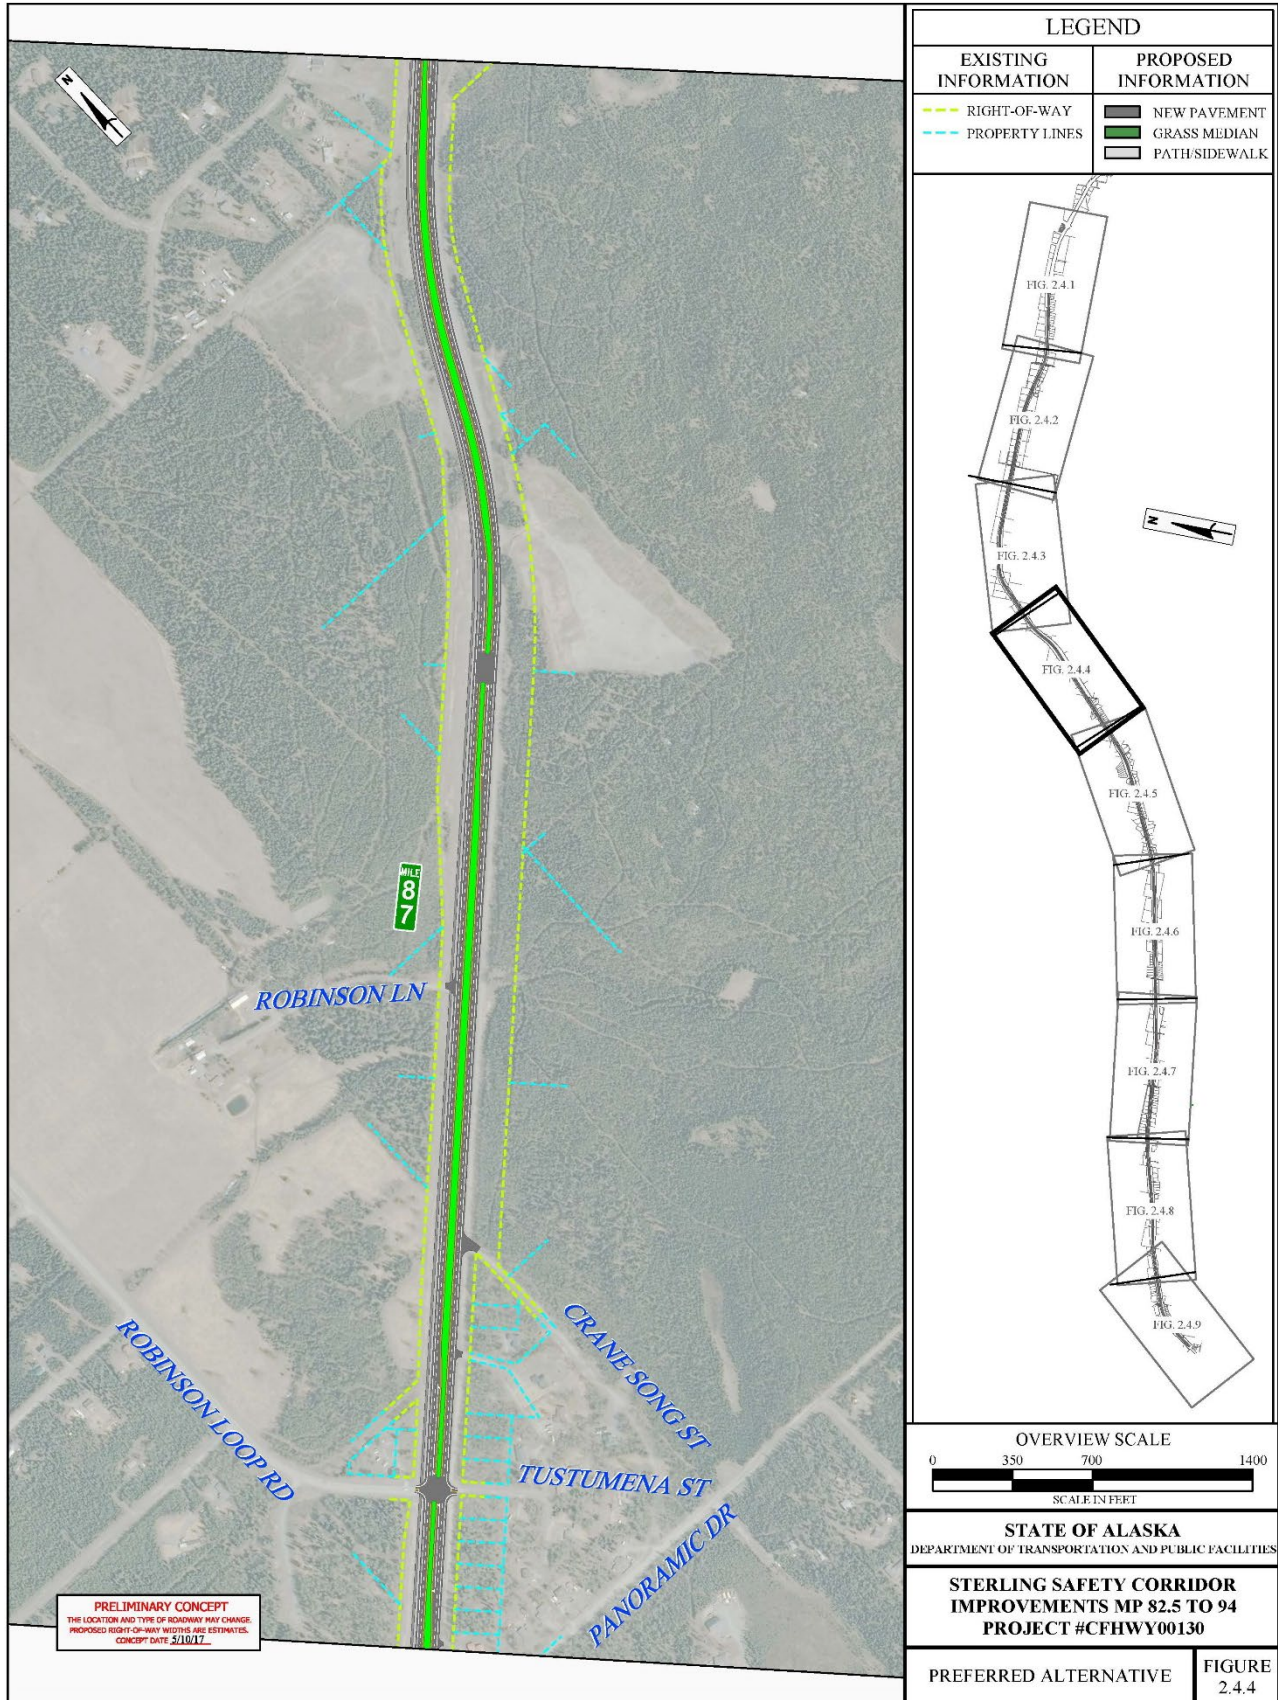 N
MILE
8
7
ROBINSON LN
ROBINSON LOOP RD
CRANE SONG ST
TUSTUMENA ST
PANORAMIC DR
PRELIMINARY CONCEPT
THE LOCATION AND TYPE OF ROADWAY MAY CHANGE.
PROPOSED RIGHT-OF-WAY WIDTHS ARE ESTIMATES.
CONCEPT DATE 5/10/17
LEGEND
EXISTING
INFORMATION
RIGHT-OF-WAY
PROPERTY LINES
PROPOSED
INFORMATION
NEW PAVEMENT
GRASS MEDIAN
PATH/SIDEWALK
FIG. 2.4.1
FIG. 2.4.2
N
FIG. 2.4.3
FIG. 2.4.4
FIG. 2.4.5
FIG. 2.4.6
FIG. 2.4.7
FIG. 2.4.8
FIG. 2.4.9
OVERVIEW SCALE
0 350 700 1400
SCALE IN FEET
STATE OF ALASKA
DEPARTMENT OF TRANSPORTATION AND PUBLIC FACILITIES
STERLING SAFETY CORRIDOR
IMPROVEMENTS MP 82.5 TO 94
PROJECT #CFHWY00130
PREFERRED ALTERNATIVE
FIGURE
2.4.4